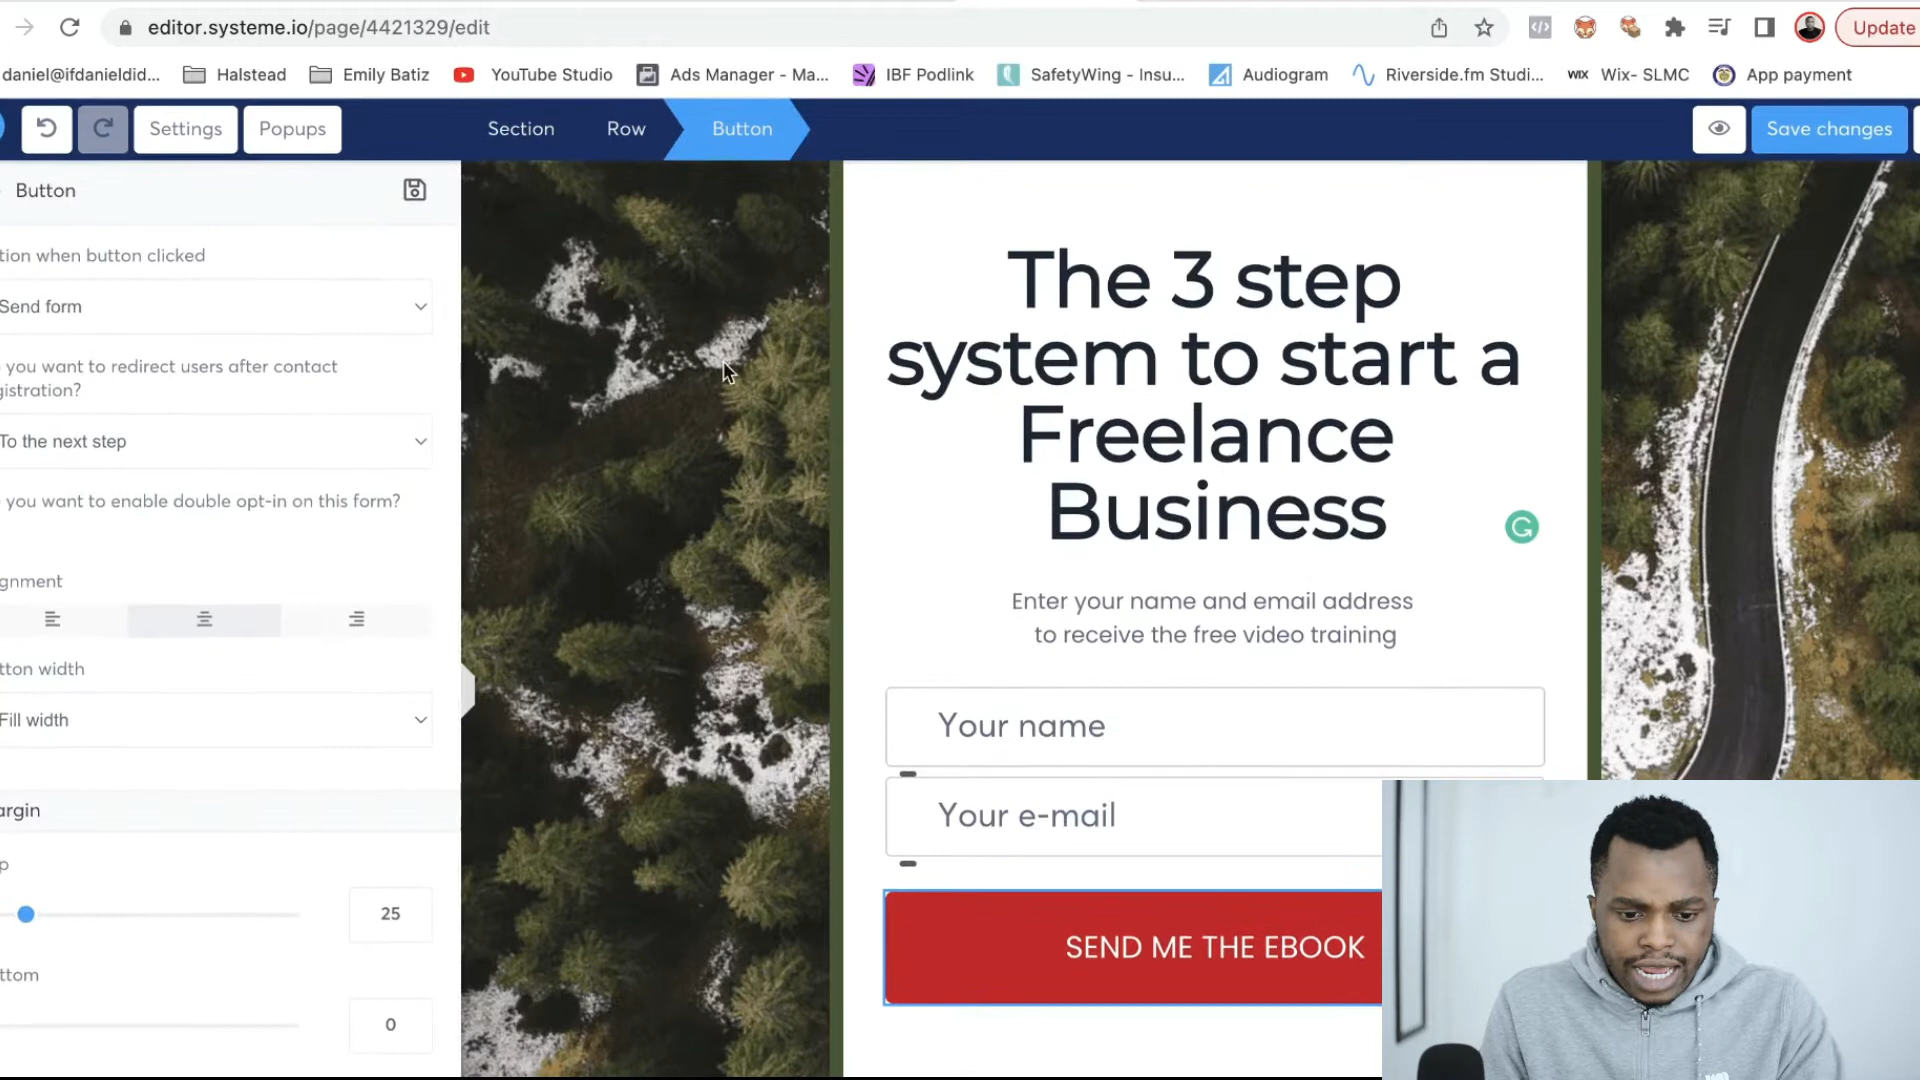 editor.systeme.io/page/4421329/edit
Update
daniel@ifdanieldid...
Halstead
Emily Batiz
YouTube Studio
Ads Manager - Ma...
IBF Podlink
SafetyWing - Insu...
Audiogram
Riverside.fm Studi...
WIX Wix- SLMC
App payment
Settings
Popups
Section
Row
Button
Save changes
Button
tion when button clicked
Send form
you want to redirect users after contact
gistration?
To the next step
you want to enable double opt-in on this form?
gnment
tton width
Fill width
argin
p
25
ttom
0
The 3 step
system to start a
Freelance
Business
Enter your name and email address
to receive the free video training
Your name
Your e-mail
SEND ME THE EBOOK